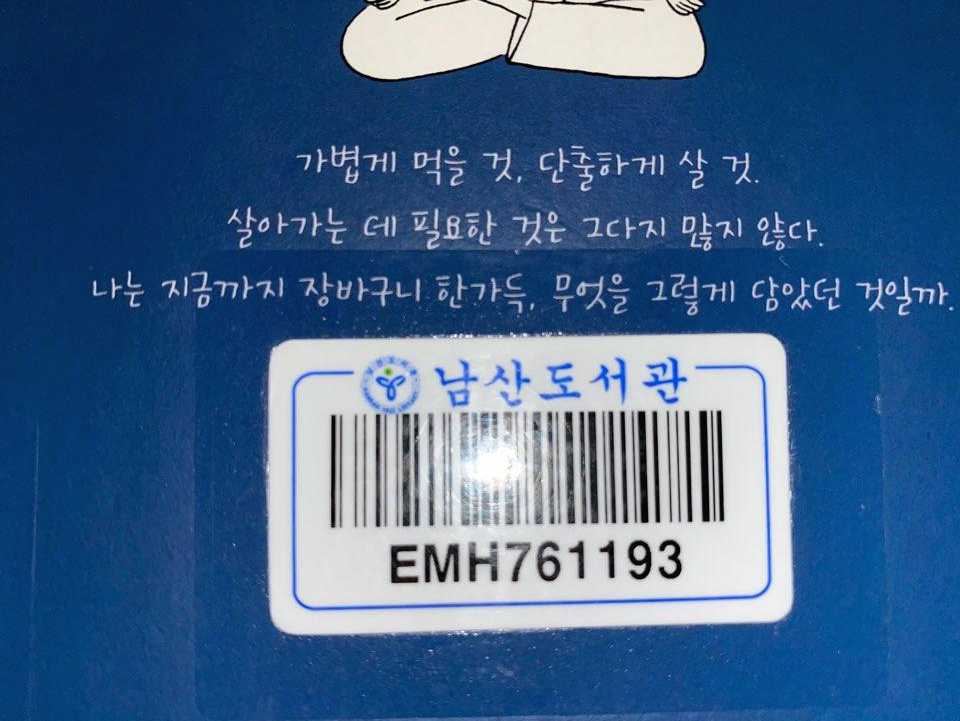 가볍게 먹을 것, 단출하게 살 것.
살아가는 데 필요한 것은 그다지 많지 않다.
나는 지금까지 장바구니 한가득, 무엇을 그렇게 담았던 것일까.
남산도서관
EMH761193